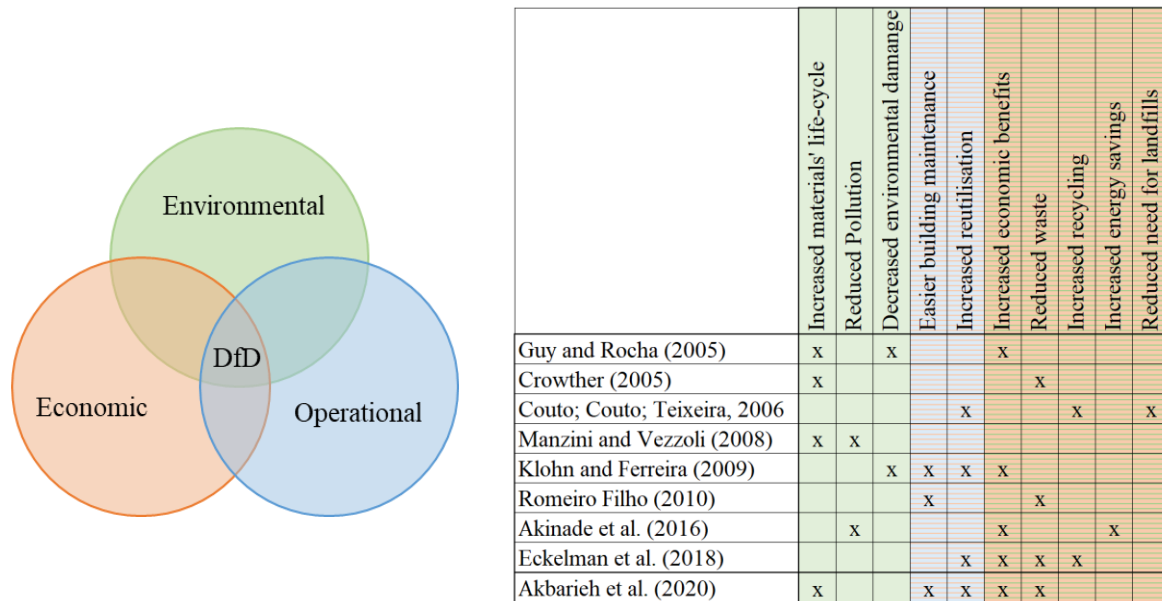 Environmental
DfD
Economic
Operational
Increased materials' life-cycle
Reduced Pollution
Decreased environmental damange
Easier building maintenance
Increased reutilisation
Increased economic benefits
Reduced waste
Increased recycling
Increased energy savings
Reduced need for landfills
Guy and Rocha (2005) x x x
Crowther (2005) x x
Couto; Couto; Teixeira, 2006 x x x
Manzini and Vezzoli (2008) x x
Klohn and Ferreira (2009) x x x x
Romeiro Filho (2010) x x
Akinade et al. (2016) x x x
Eckelman et al. (2018) x x x x
Akbarieh et al. (2020) x x x x x